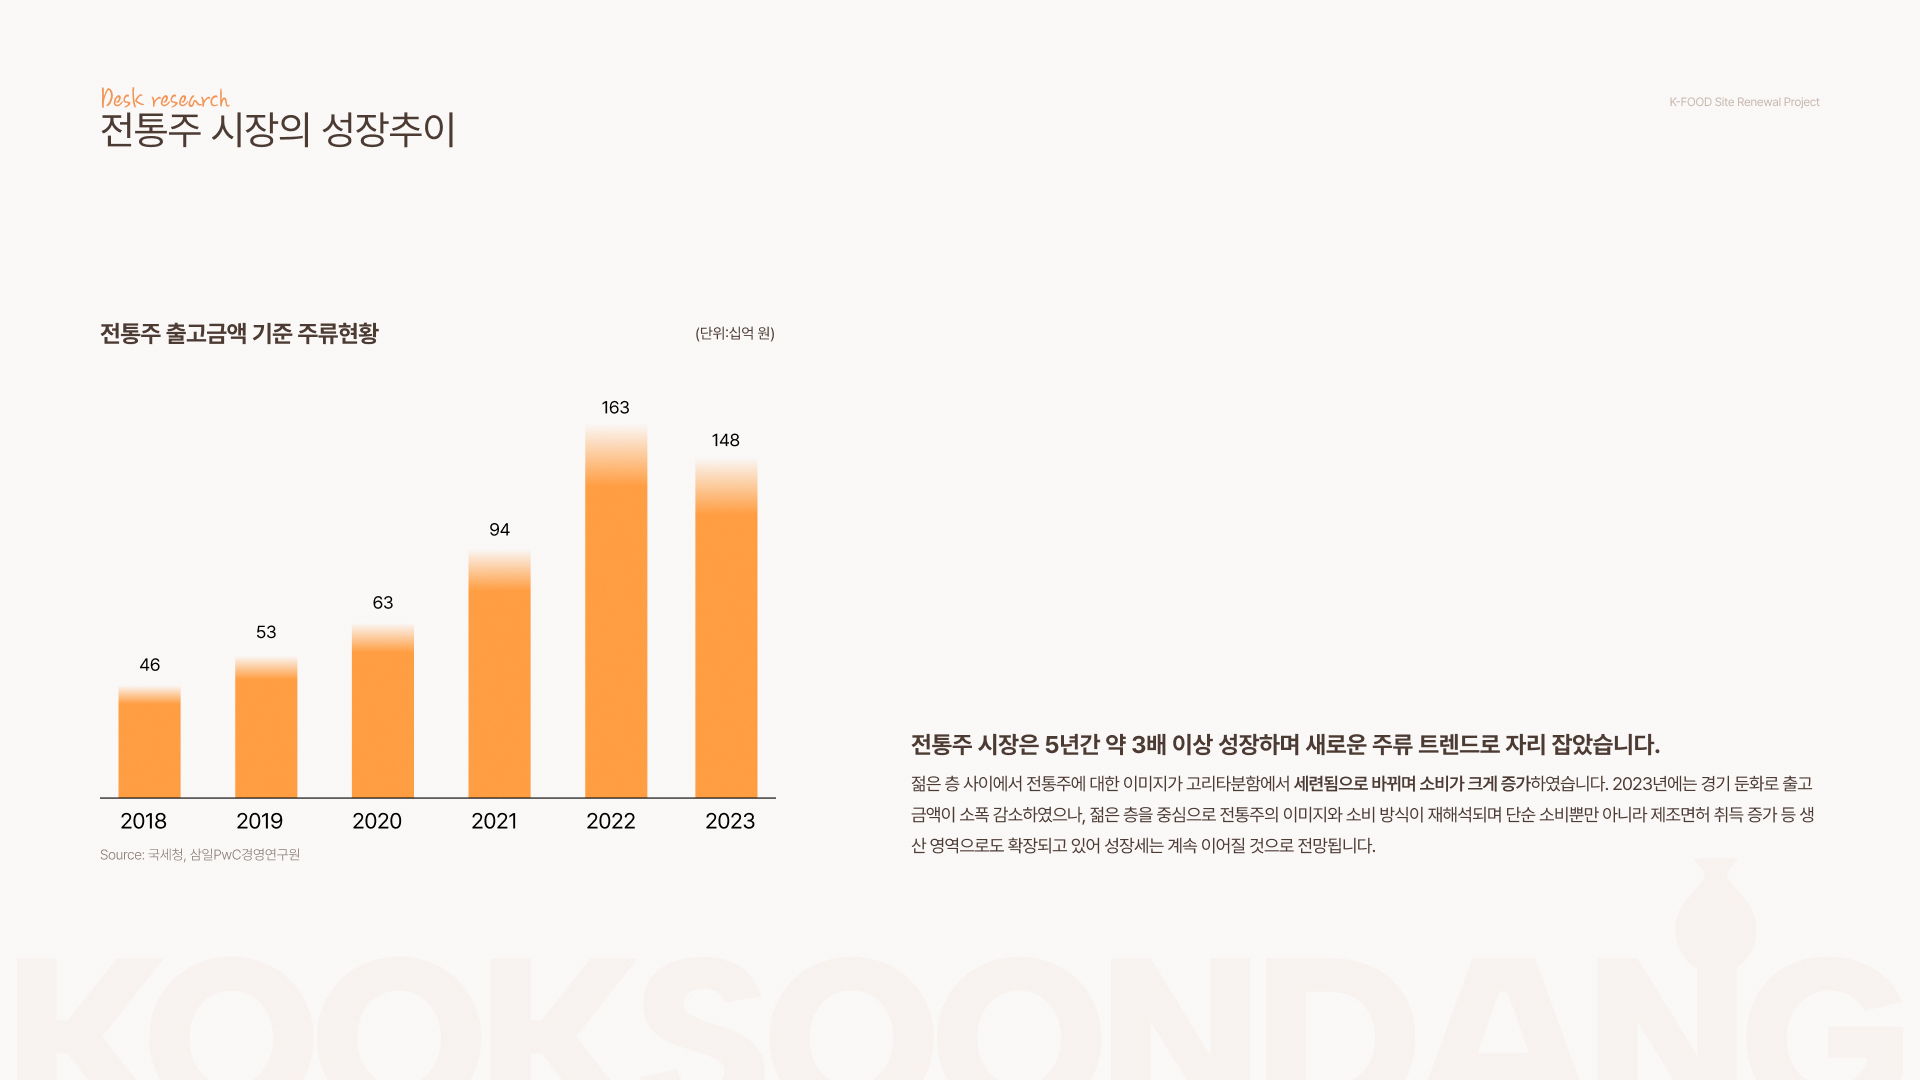 Desk research
전통주 시장의 성장추이
K-FOOD Site Renewal Project
전통주 출고금액 기준 주류현황
(단위:십억 원)
163
148
94
63
53
46
2018 2019 2020 2021 2022 2023
Source: 국세청, 삼일PwC경영연구원
전통주 시장은 5년간 약 3배 이상 성장하며 새로운 주류 트렌드로 자리 잡았습니다.
젊은 층 사이에서 전통주에 대한 이미지가 고리타분함에서 세련됨으로 바뀌며 소비가 크게 증가하였습니다. 2023년에는 경기 둔화로 출고
금액이 소폭 감소하였으나, 젊은 층을 중심으로 전통주의 이미지와 소비 방식이 재해석되며 단순 소비뿐만 아니라 제조면허 취득 증가 등 생
산 영역으로도 확장되고 있어 성장세는 계속 이어질 것으로 전망됩니다.
KOOKSOONDANG